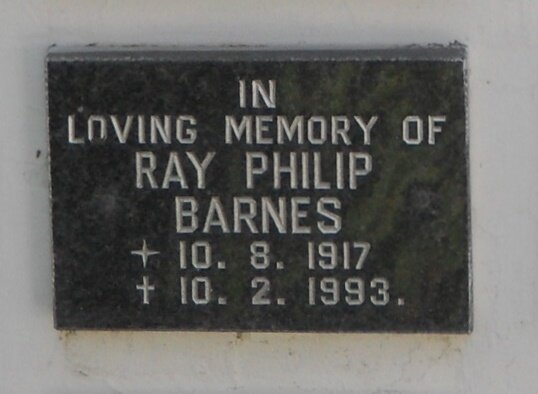 IN
LOVING MEMORY OF
RAY PHILIP
BARNES
✦ 10. 8. 1917
✝ 10. 2. 1993.